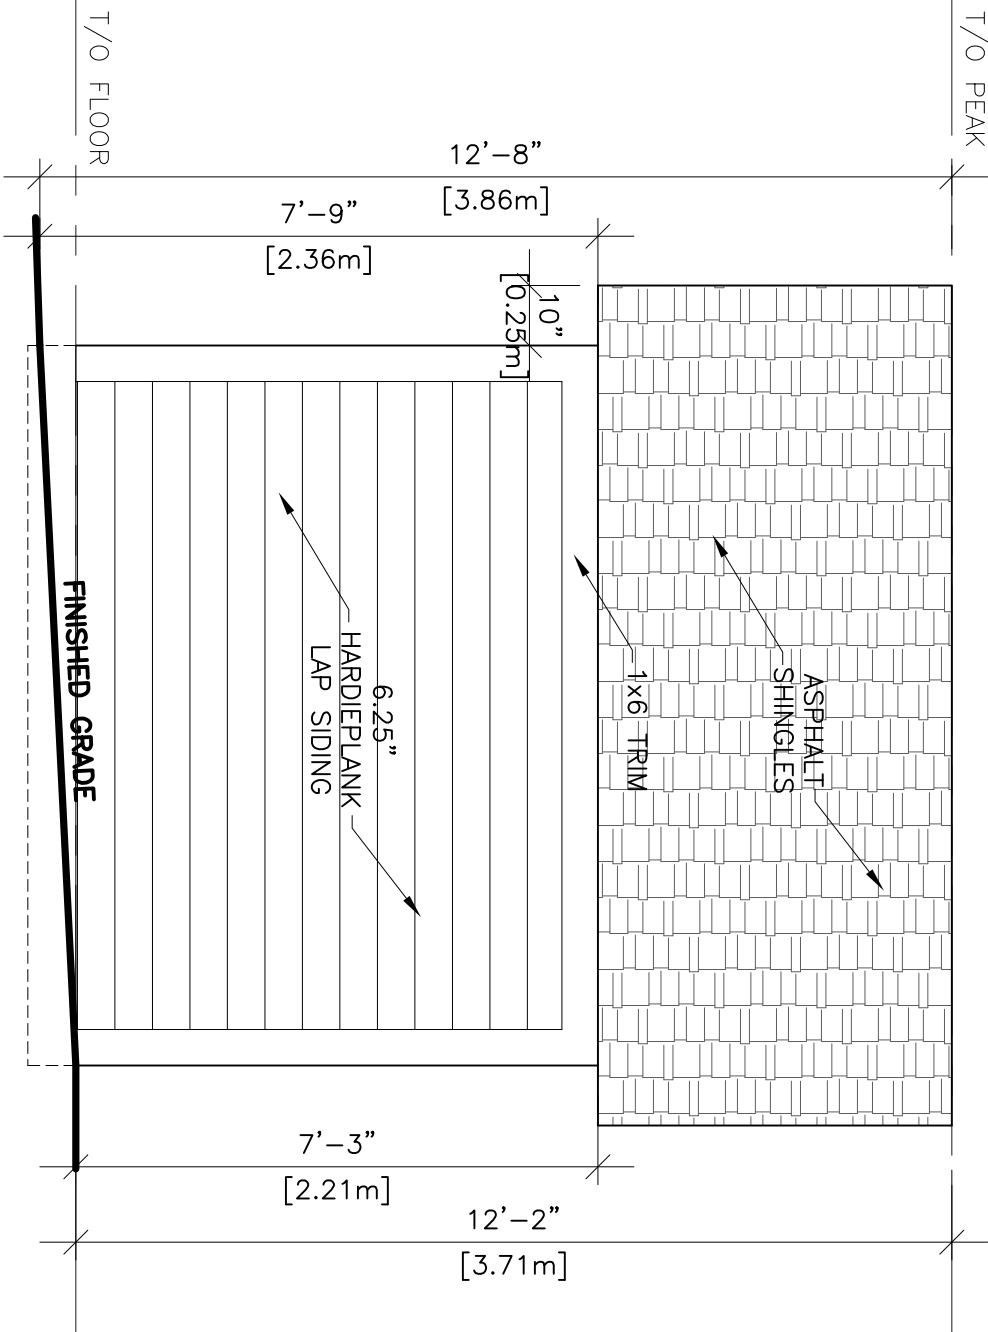 T/O PEAK
T/O FLOOR
12'-8"
[3.86m]
7'-9"
[2.36m]
10"
[0.25m]
ASPHALT
SHINGLES
1x6 TRIM
6.25"
HARDIEPLANK
LAP SIDING
FINISHED GRADE
7'-3"
[2.21m]
12'-2"
[3.71m]